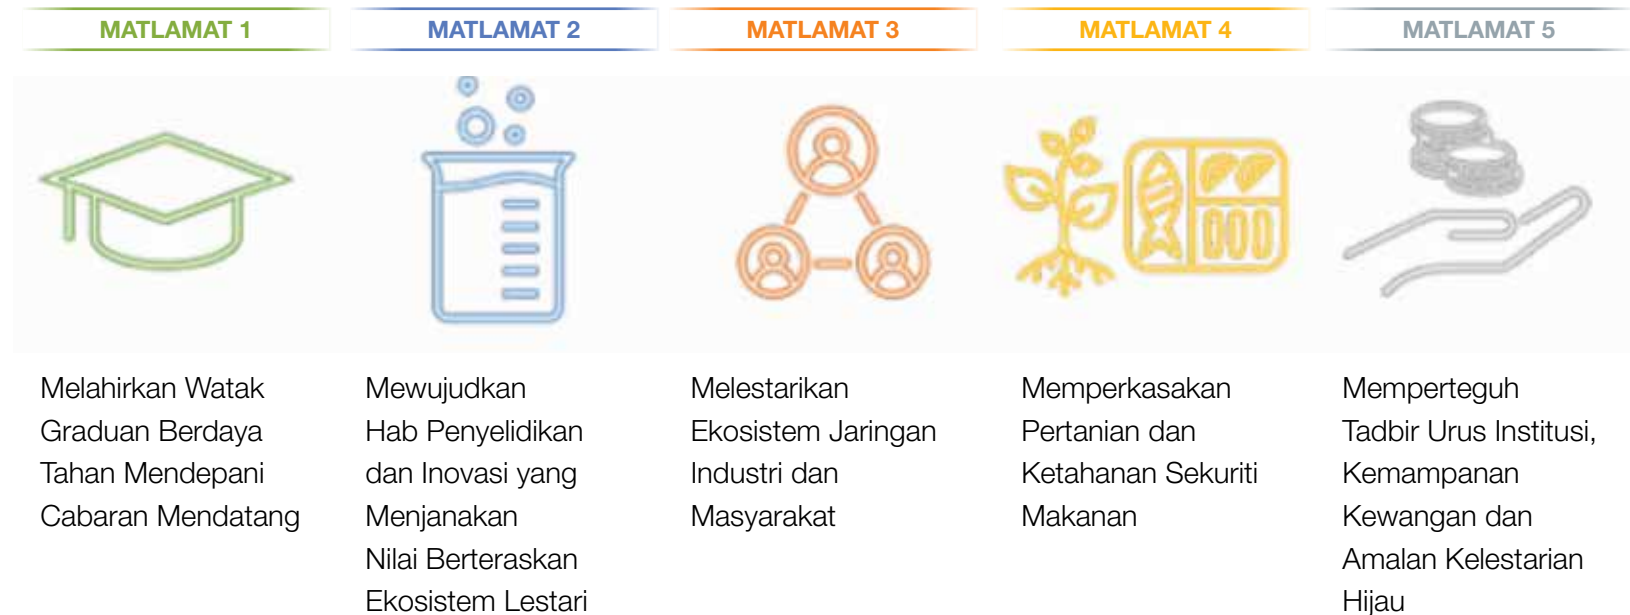 MATLAMAT 1
Melahirkan Watak
Graduan Berdaya
Tahan Mendepani
Cabaran Mendatang
MATLAMAT 2
Mewujudkan
Hab Penyelidikan
dan Inovasi yang
Menjanakan
Nilai Berteraskan
Ekosistem Lestari
MATLAMAT 3
Melestarikan
Ekosistem Jaringan
Industri dan
Masyarakat
MATLAMAT 4
Memperkasakan
Pertanian dan
Ketahanan Sekuriti
Makanan
MATLAMAT 5
Memperteguh
Tadbir Urus Institusi,
Kemampanan
Kewangan dan
Amalan Kelestarian
Hijau